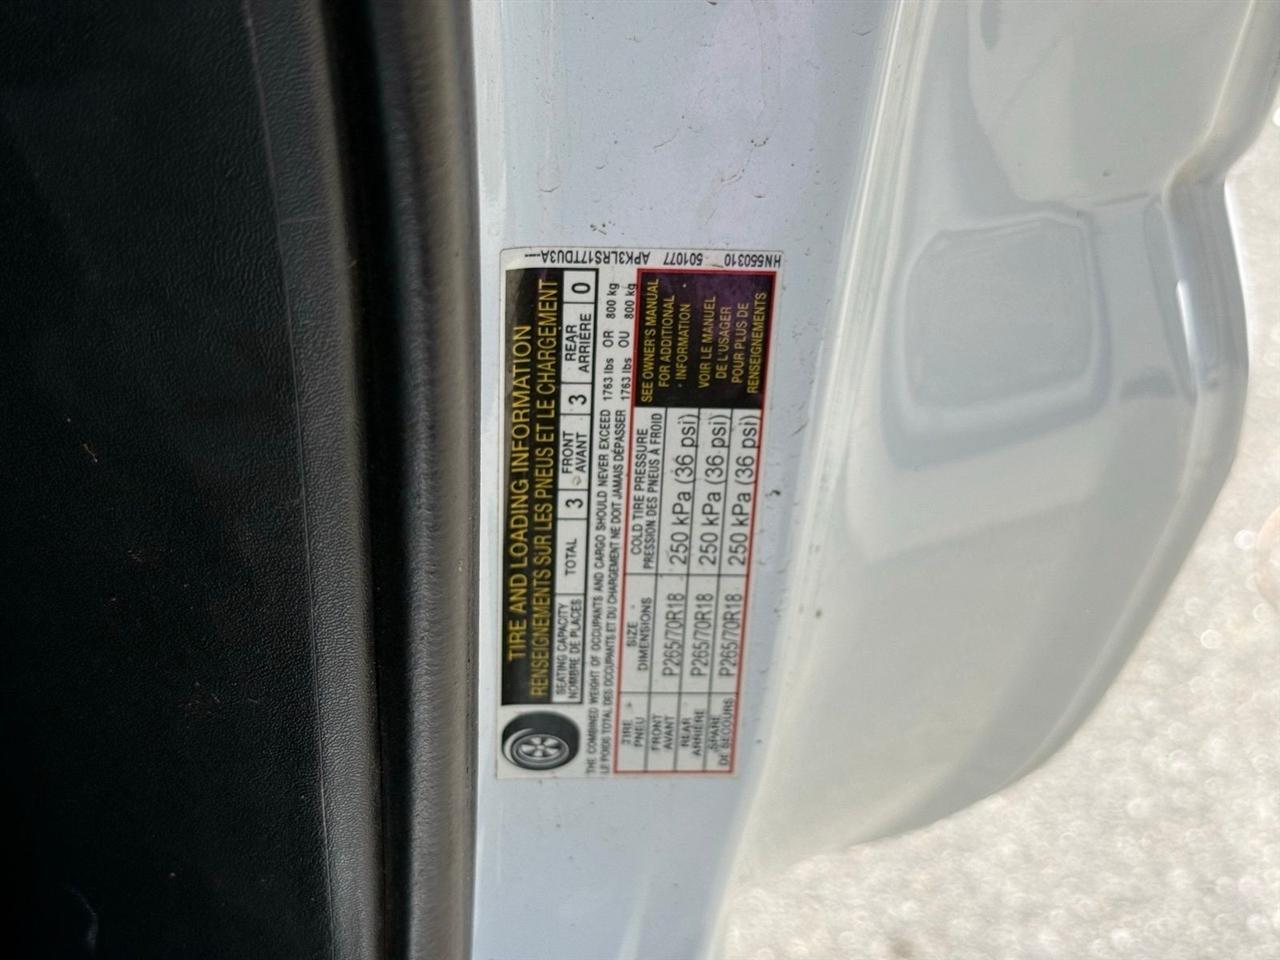 TIRE AND LOADING INFORMATION
RENSEIGNEMENTS SUR LES PNEUS ET LE CHARGEMENT
SEATING CAPACITY
NOMBRE DE PLACES
TOTAL 3
FRONT
AVANT
3
REAR
ARRIÈRE
0
THE COMBINED WEIGHT OF OCCUPANTS AND CARGO SHOULD NEVER EXCEED 1763 lbs OR 800 kg
LE POIDS TOTAL DES OCCUPANTS ET DU CHARGEMENT NE DOIT JAMAIS DÉPASSER 1763 lbs OU 800 kg
TIRE
PNEU
SIZE
DIMENSIONS
COLD TIRE PRESSURE
PRESSION DES PNEUS À FROID
FRONT
AVANT
P265/70R18
250 kPa (36 psi)
REAR
ARRIÈRE
P265/70R18
250 kPa (36 psi)
SPARE
DE SECOURS
P265/70R18
250 kPa (36 psi)
SEE OWNER'S MANUAL
FOR ADDITIONAL
INFORMATION
VOIR LE MANUEL
DE L'USAGER
POUR PLUS DE
RENSEIGNEMENTS
APK3LRS17TDU3A----
501077
HN550310